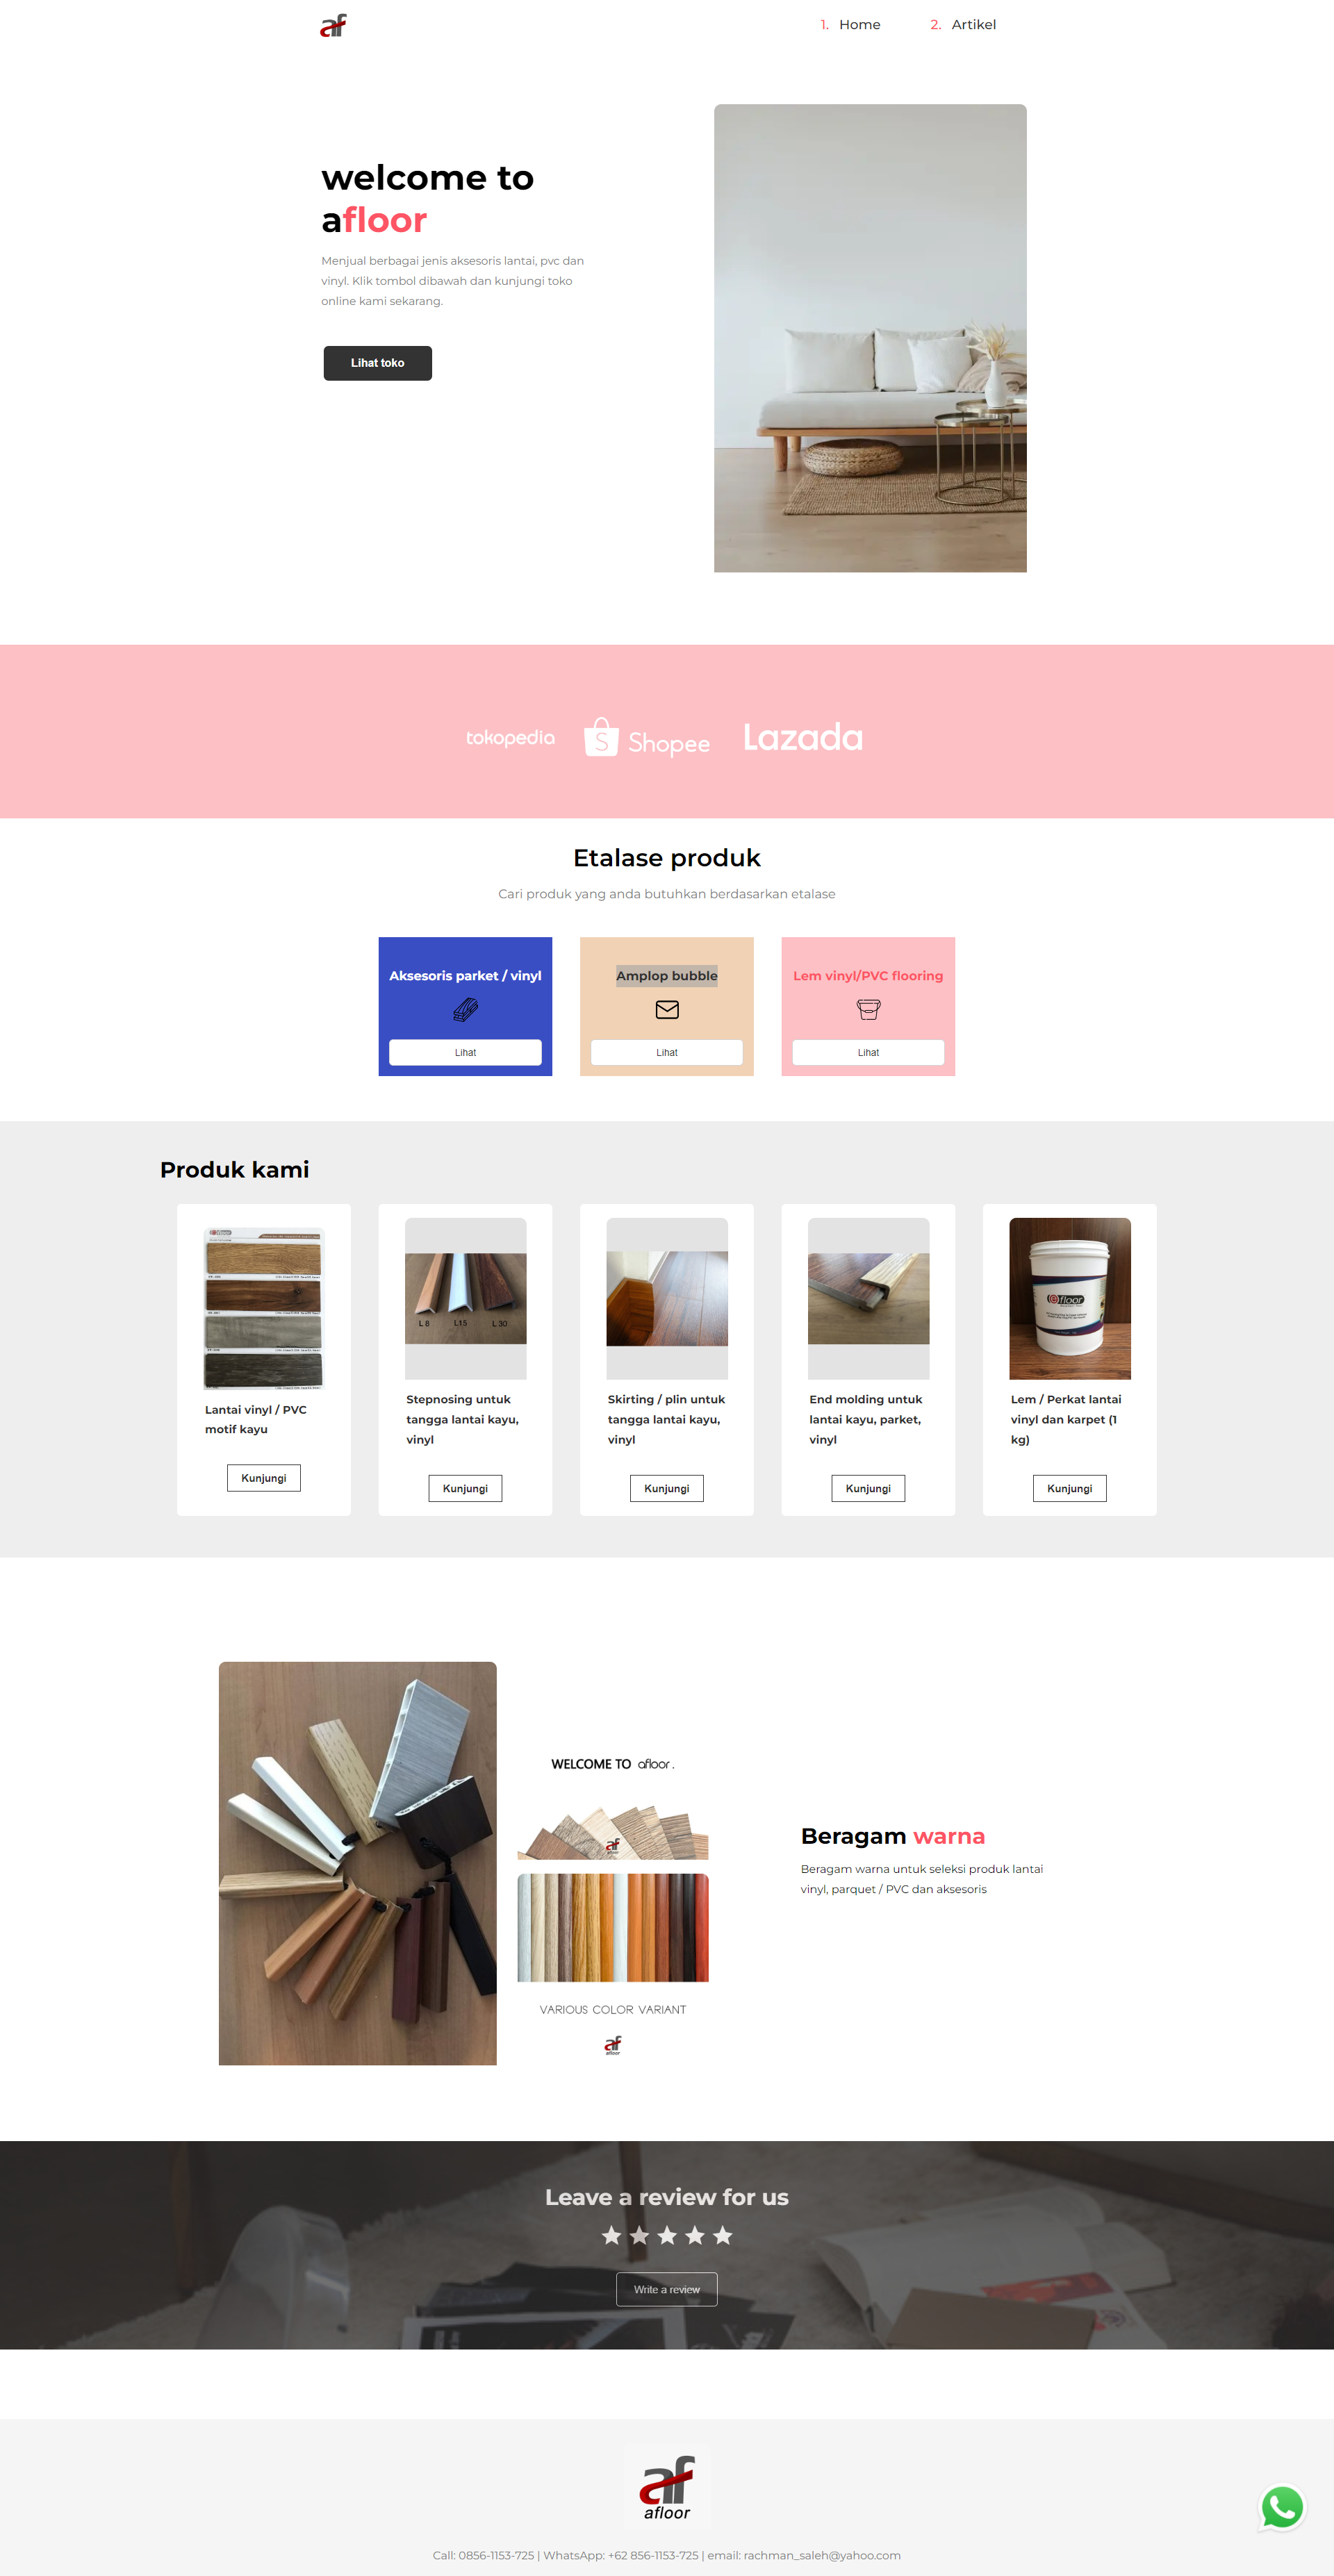 af
1. Home
2. Artikel
welcome to
afloor
Menjual berbagai jenis aksesoris lantai, pvc dan
vinyl. Klik tombol dibawah dan kunjungi toko
online kami sekarang.
Lihat toko
tokopedia
S Shopee
Lazada
Etalase produk
Cari produk yang anda butuhkan berdasarkan etalase
Aksesoris parket / vinyl
Lihat
Amplop bubble
Lihat
Lem vinyl/PVC flooring
Lihat
Produk kami
Lantai vinyl / PVC
motif kayu
Kunjungi
L8 L15 L30
Stepnosing untuk
tangga lantai kayu,
vinyl
Kunjungi
Skirting / plin untuk
tangga lantai kayu,
vinyl
Kunjungi
End molding untuk
lantai kayu, parket,
vinyl
Kunjungi
floor
Lem / Perkat lantai
vinyl dan karpet (1
kg)
Kunjungi
WELCOME TO afloor.
af
afloor
VARIOUS COLOR VARIANT
af
afloor
Beragam warna
Beragam warna untuk seleksi produk lantai
vinyl, parquet / PVC dan aksesoris
Leave a review for us
Write a review
af
afloor
Call: 0856-1153-725 | WhatsApp: +62 856-1153-725 | email: rachman_saleh@yahoo.com